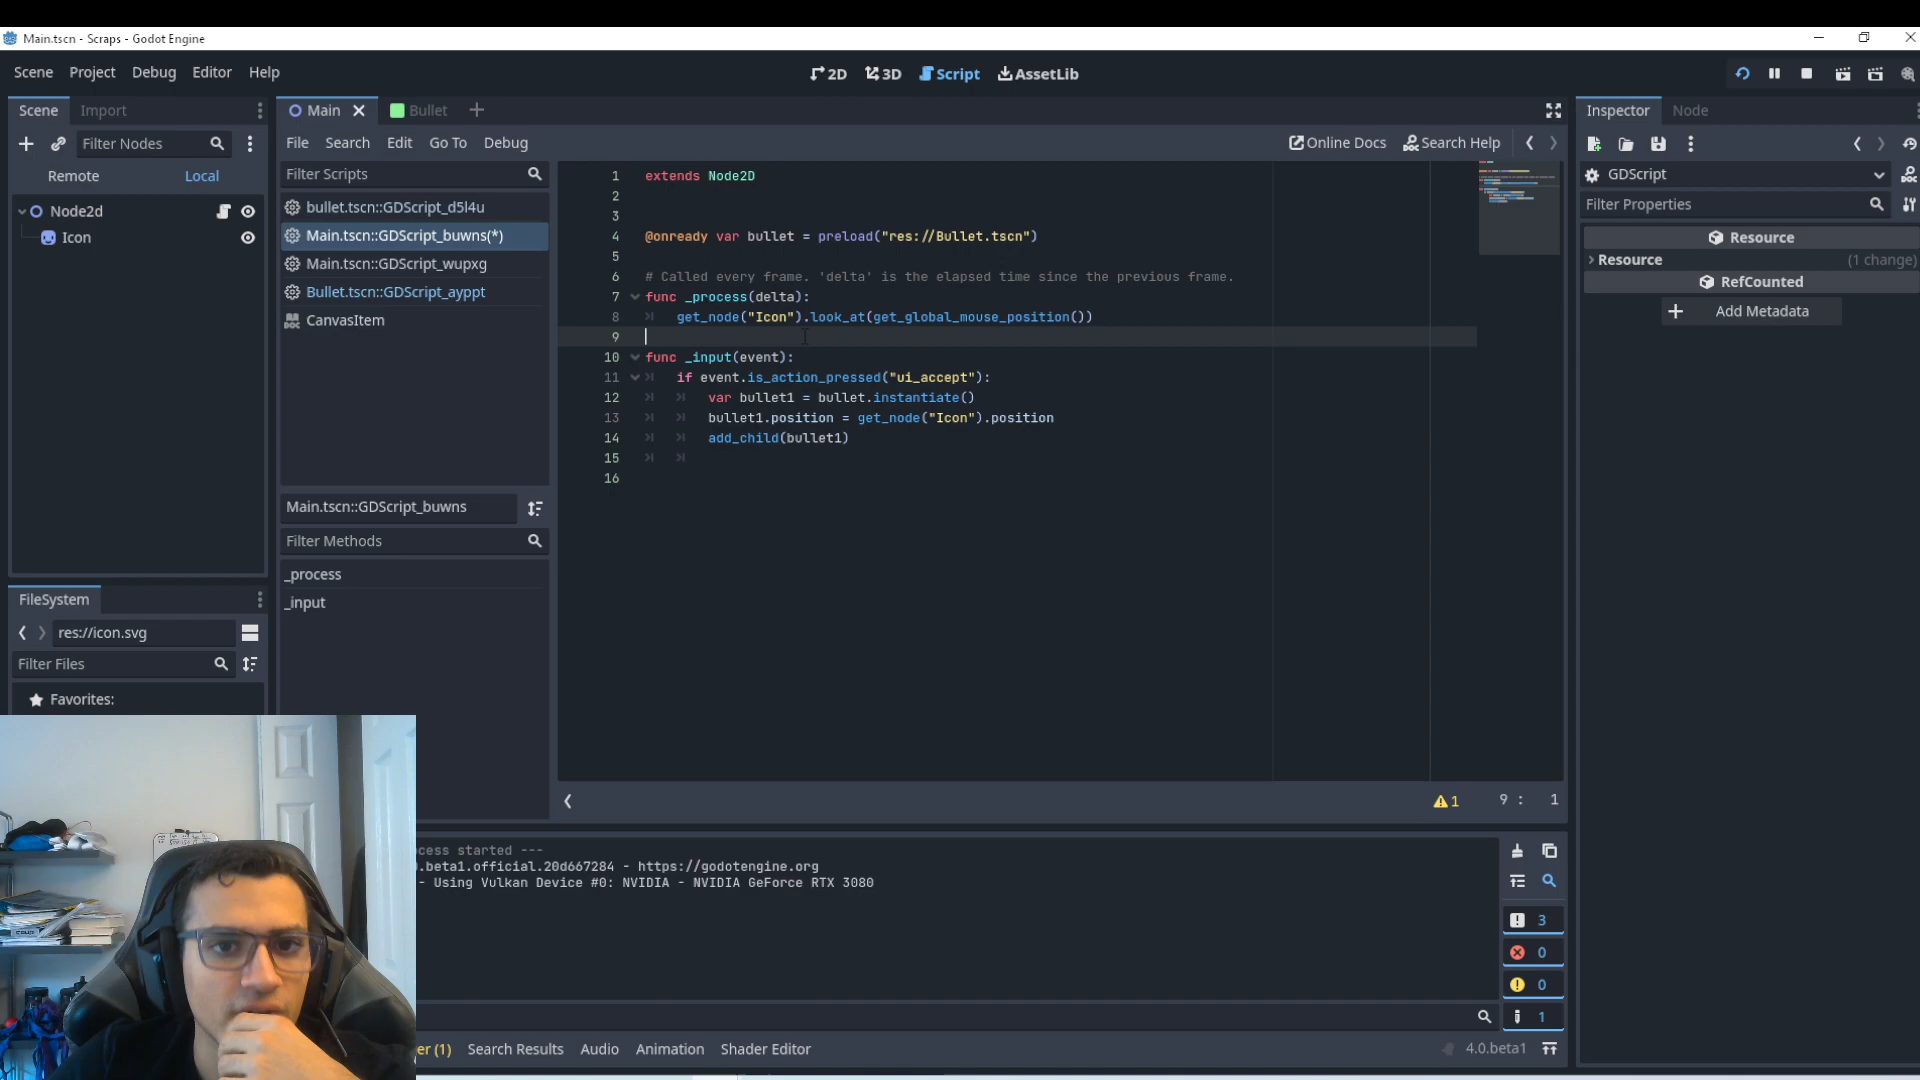 Main.tscn - Scraps - Godot Engine
Scene Project Debug Editor Help
2D 3D Script AssetLib
Scene Import
Main Bullet
Inspector Node
Filter Nodes
File Search Edit Go To Debug
Online Docs Search Help
Remote Local
Filter Scripts
GDScript
Node2d
Icon
bullet.tscn::GDScript_d5l4u
Main.tscn::GDScript_buwns(*)
Main.tscn::GDScript_wupxg
Bullet.tscn::GDScript_ayppt
CanvasItem
Filter Properties
Resource
Resource (1 change)
RefCounted
Add Metadata
1 extends Node2D
2
3
4 @onready var bullet = preload("res://Bullet.tscn")
5
6 # Called every frame. 'delta' is the elapsed time since the previous frame.
7 func _process(delta):
8 get_node("Icon").look_at(get_global_mouse_position())
9
10 func _input(event):
11 if event.is_action_pressed("ui_accept"):
12 var bullet1 = bullet.instantiate()
13 bullet1.position = get_node("Icon").position
14 add_child(bullet1)
15
16
Main.tscn::GDScript_buwns
Filter Methods
_process
_input
FileSystem
res://icon.svg
Filter Files
Favorites:
1 9 : 1
cess started ---
.beta1.official.20d667284 - https://godotengine.org
- Using Vulkan Device #0: NVIDIA - NVIDIA GeForce RTX 3080
3
0
0
1
er (1) Search Results Audio Animation Shader Editor
4.0.beta1